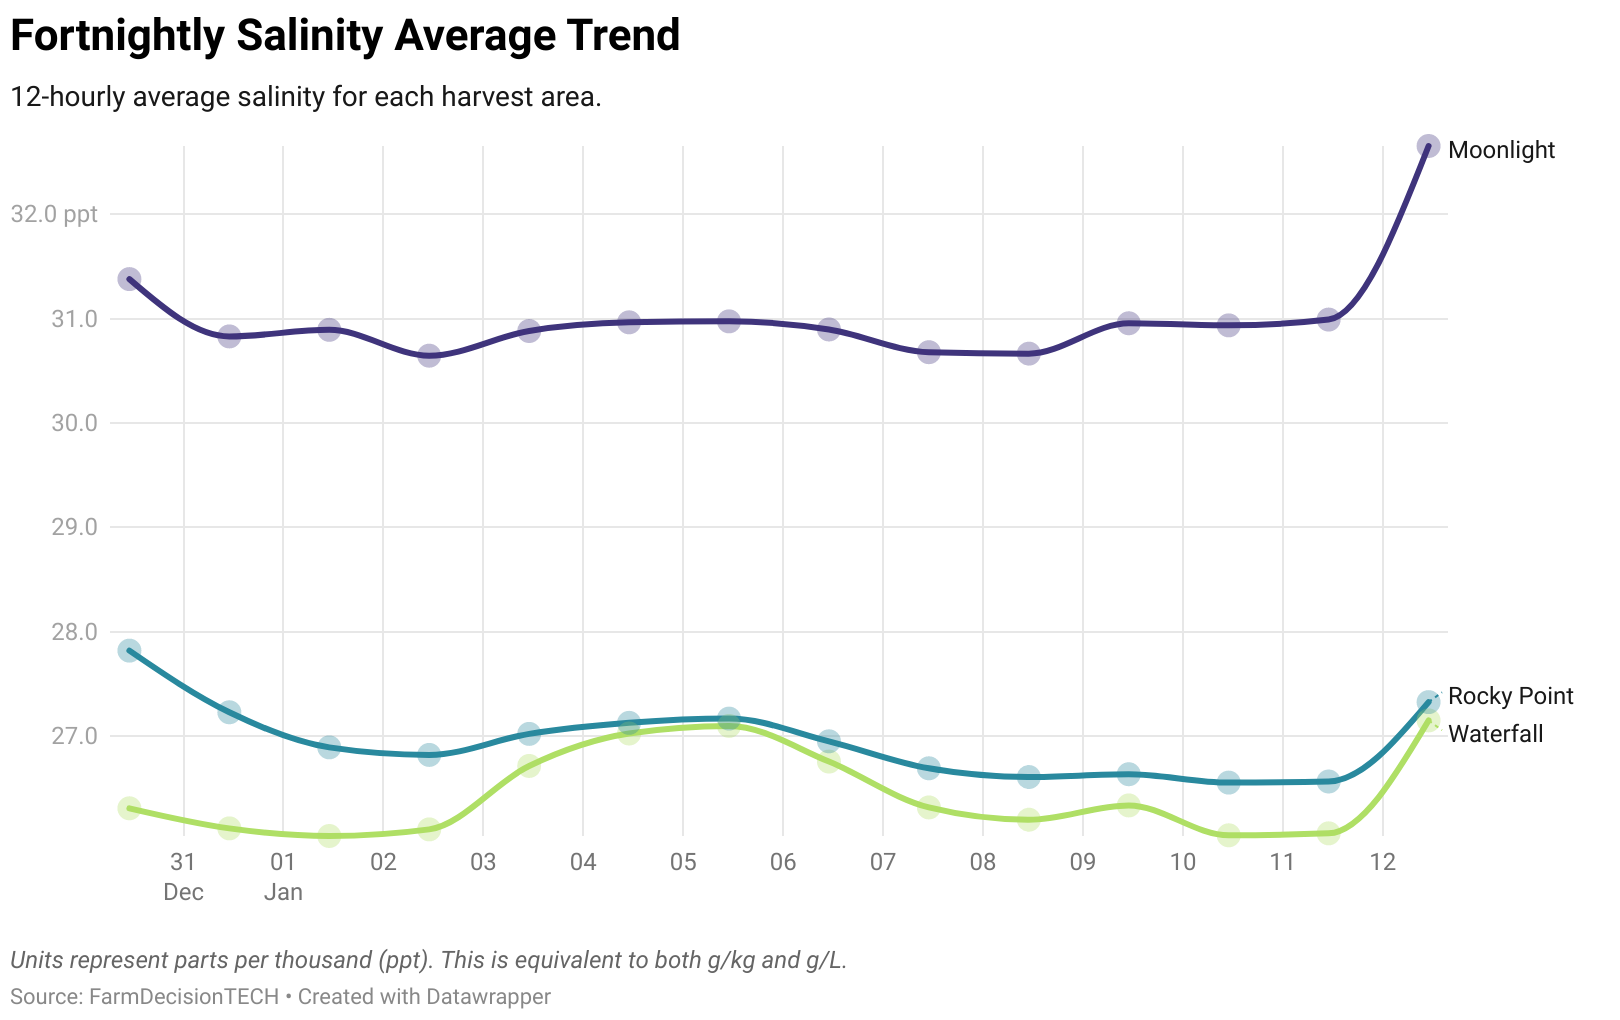 Fortnightly Salinity Average Trend
12-hourly average salinity for each harvest area.
Moonlight
32.0 ppt
31.0
30.0
29.0
28.0
Rocky Point
27.0
Waterfall
31 01 02 03 04 05 06 07 08 09 10 11 12
Dec Jan
Units represent parts per thousand (ppt). This is equivalent to both g/kg and g/L.
Source: FarmDecisionTECH • Created with Datawrapper